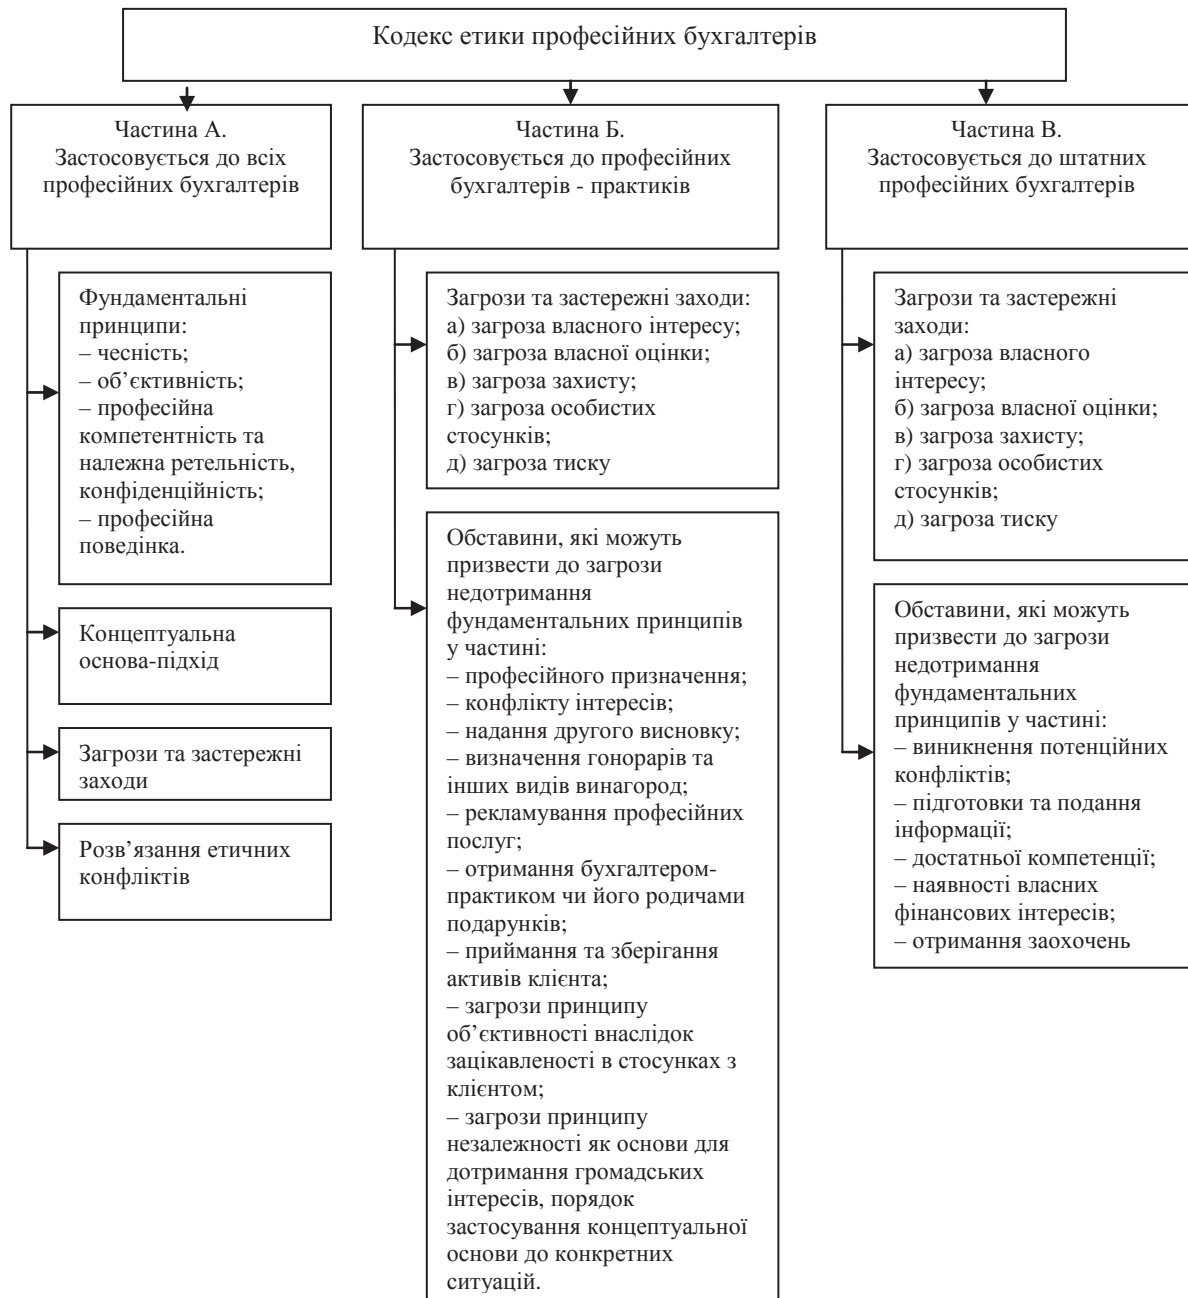 Кодекс етики професійних бухгалтерів
Частина А.
Застосовується до всіх
професійних бухгалтерів
Фундаментальні
принципи:
– чесність;
– об’єктивність;
– професійна
компетентність та
належна ретельність,
конфіденційність;
– професійна
поведінка.
Концептуальна
основа-підхід
Загрози та застережні
заходи
Розв’язання етичних
конфліктів
Частина Б.
Застосовується до професійних
бухгалтерів - практиків
Загрози та застережні заходи:
а) загроза власного інтересу;
б) загроза власної оцінки;
в) загроза захисту;
г) загроза особистих
стосунків;
д) загроза тиску
Обставини, які можуть
призвести до загрози
недотримання
фундаментальних принципів
у частині:
– професійного призначення;
– конфлікту інтересів;
– надання другого висновку;
– визначення гонорарів та
інших видів винагород;
– рекламування професійних
послуг;
– отримання бухгалтером-
практиком чи його родичами
подарунків;
– приймання та зберігання
активів клієнта;
– загрози принципу
об’єктивності внаслідок
зацікавленості в стосунках з
клієнтом;
– загрози принципу
незалежності як основи для
дотримання громадських
інтересів, порядок
застосування концептуальної
основи до конкретних
ситуацій.
Частина В.
Застосовується до штатних
професійних бухгалтерів
Загрози та застережні
заходи:
а) загроза власного
інтересу;
б) загроза власної оцінки;
в) загроза захисту;
г) загроза особистих
стосунків;
д) загроза тиску
Обставини, які можуть
призвести до загрози
недотримання
фундаментальних
принципів у частині:
– виникнення потенційних
конфліктів;
– підготовки та подання
інформації;
– достатньої компетенції;
– наявності власних
фінансових інтересів;
– отримання заохочень